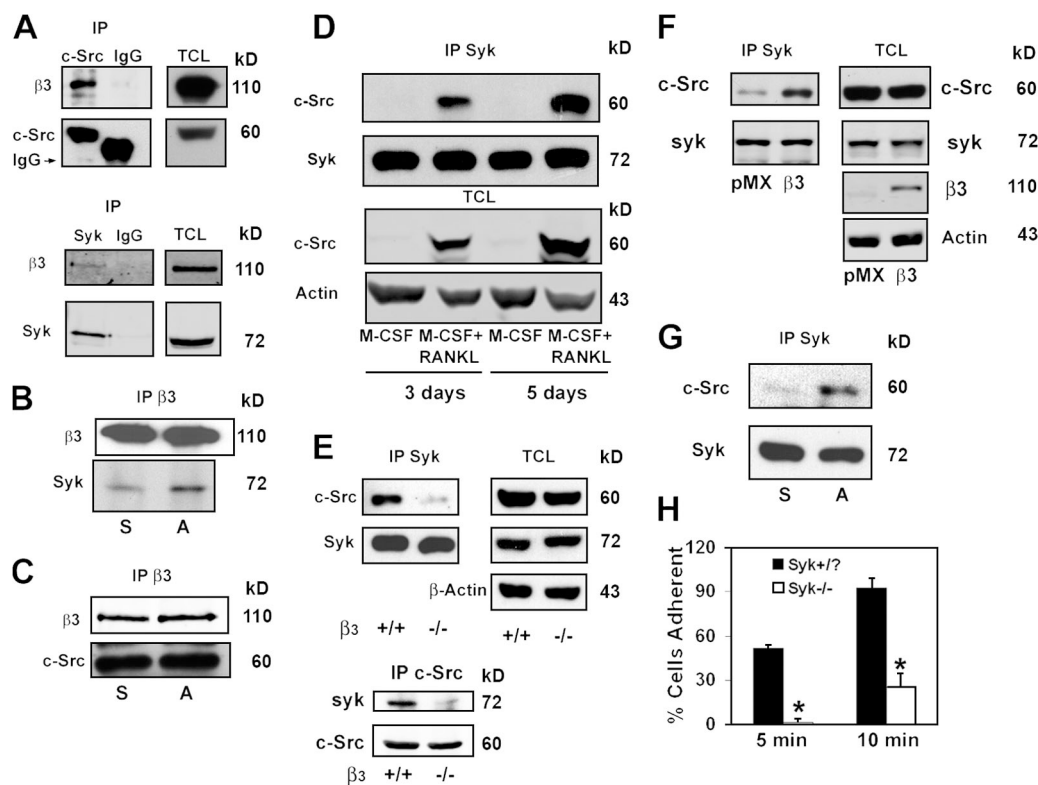 A
IP
c-Src IgG TCL kD
β3 110
c-Src 60
IgG
IP
Syk IgG TCL kD
β3 110
Syk 72
B
IP β3 kD
β3 110
Syk 72
S A
C
IP β3 kD
β3 110
c-Src 60
S A
D
IP Syk kD
c-Src 60
Syk 72
TCL kD
c-Src 60
Actin 43
M-CSF M-CSF+ M-CSF M-CSF+
RANKL RANKL
3 days 5 days
E
IP Syk TCL kD
c-Src 60
Syk 72
β-Actin 43
β3 +/+ -/- +/+ -/-
IP c-Src kD
syk 72
c-Src 60
β3 +/+ -/-
F
IP Syk TCL kD
c-Src c-Src 60
syk syk 72
pMX β3 β3 110
Actin 43
pMX β3
G
IP Syk kD
c-Src 60
Syk 72
S A
H
% Cells Adherent
120
90
60
30
0
Syk+/?
Syk-/-
* *
5 min 10 min